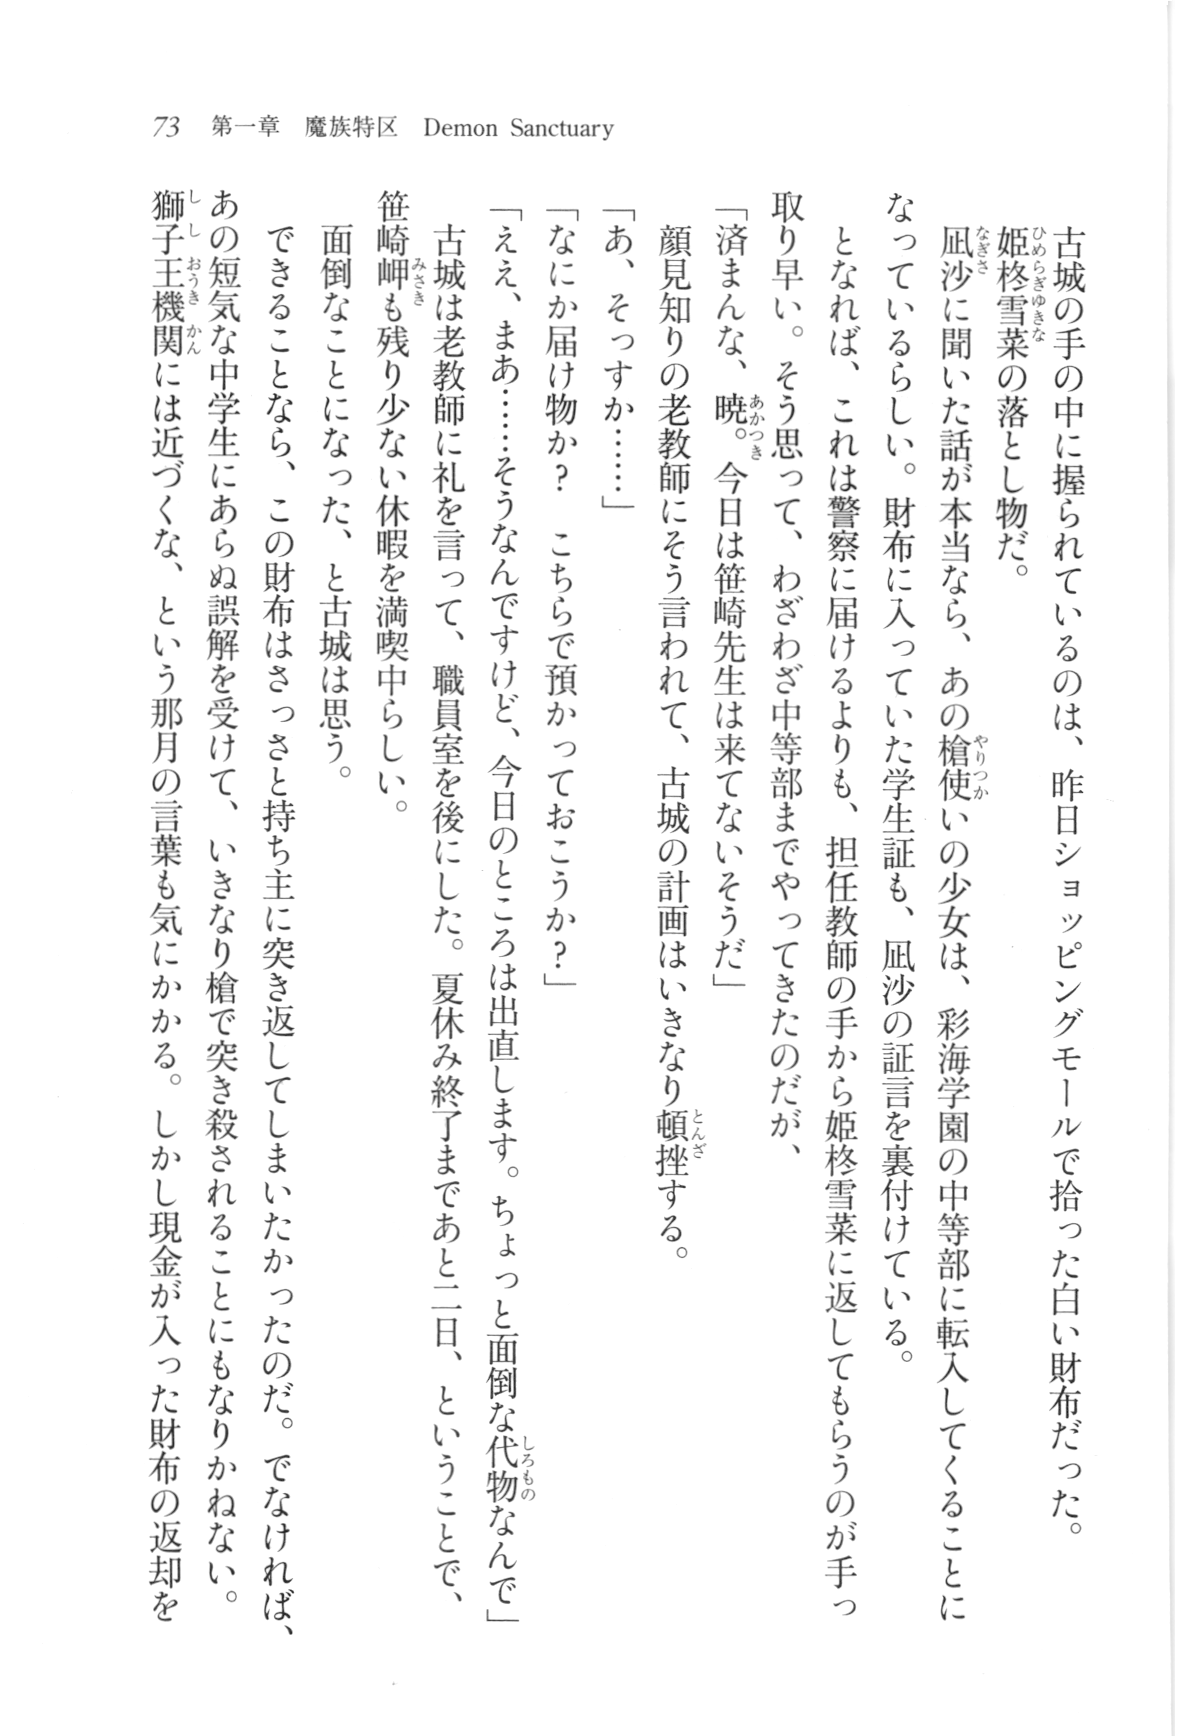 73 第一章 魔族特区 Demon Sanctuary
古城の手の中に握られているのは、昨日ショッピングモールで拾った白い財布だった。
姫柊雪菜の落とし物だ。
凪沙に聞いた話が本当なら、あの槍使いの少女は、彩海学園の中等部に転入してくることに
なっているらしい。財布に入っていた学生証も、凪沙の証言を裏付けている。
となれば、これは警察に届けるよりも、担任教師の手から姫柊雪菜に返してもらうのが手っ
取り早い。そう思って、わざわざ中等部までやってきたのだが、
「済まんな、暁。今日は笹崎先生は来てないそうだ」
顔見知りの老教師にそう言われて、古城の計画はいきなり頓挫する。
「あ、そっすか……」
「なにか届け物か？　こちらで預かっておこうか？」
「ええ、まあ……そうなんですけど、今日のところは出直します。ちょっと面倒な代物なんで」
古城は老教師に礼を言って、職員室を後にした。夏休み終了まであと二日、ということで、
笹崎岬も残り少ない休暇を満喫中らしい。
面倒なことになった、と古城は思う。
できることなら、この財布はさっさと持ち主に突き返してしまいたかったのだ。でなければ、
あの短気な中学生にあらぬ誤解を受けて、いきなり槍で突き殺されることにもなりかねない。
獅子王機関には近づくな、という那月の言葉も気にかかる。しかし現金が入った財布の返却を